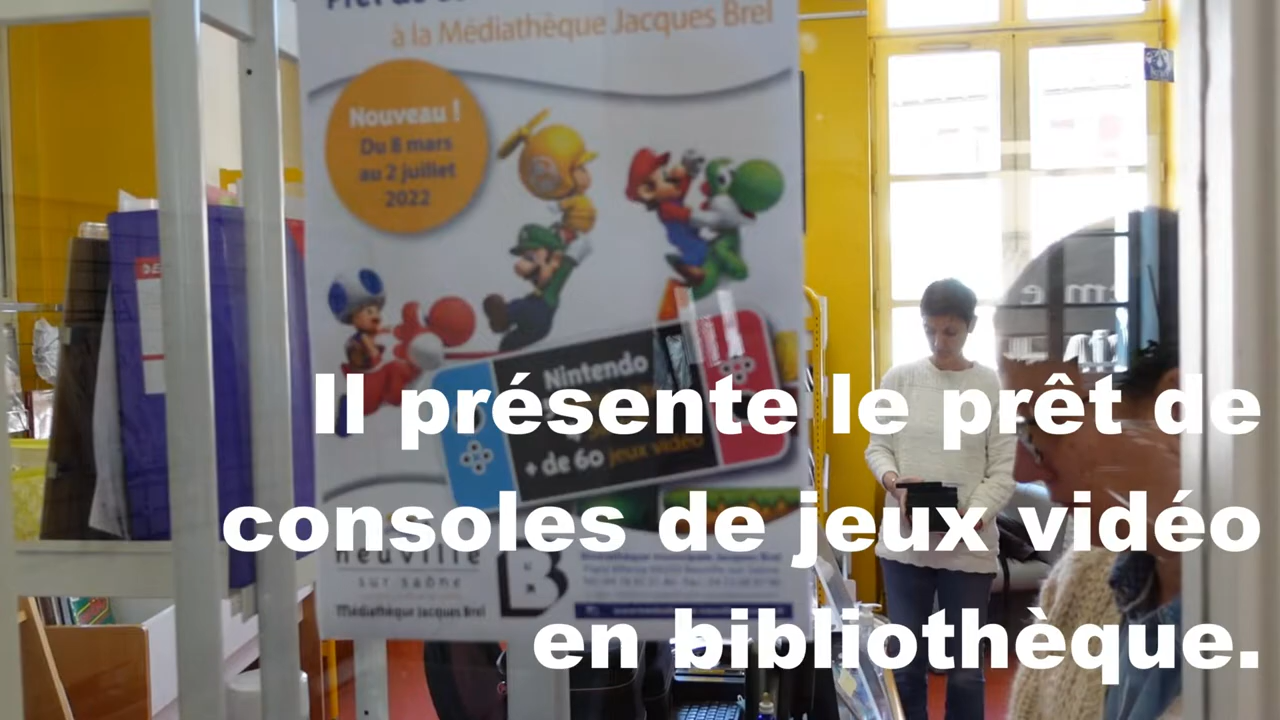 à la Médiathèque Jacques Brel
Nouveau !
Du 8 mars
au 2 juillet
2022
Nintendo
+ de 60 jeux vidéo
Il présente le prêt de
consoles de jeux vidéo
en bibliothèque.
neuville
sur saône
Médiathèque Jacques Brel
B